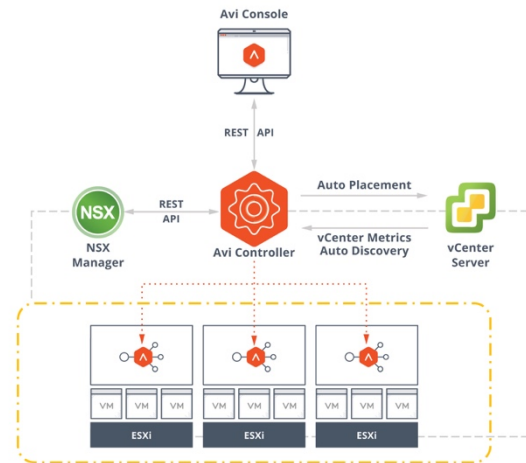 Avi Console
REST API
NSX
NSX
Manager
REST
API
Avi Controller
Auto Placement
vCenter Metrics
Auto Discovery
vCenter
Server
VM VM VM VM VM VM VM VM VM
ESXi ESXi ESXi